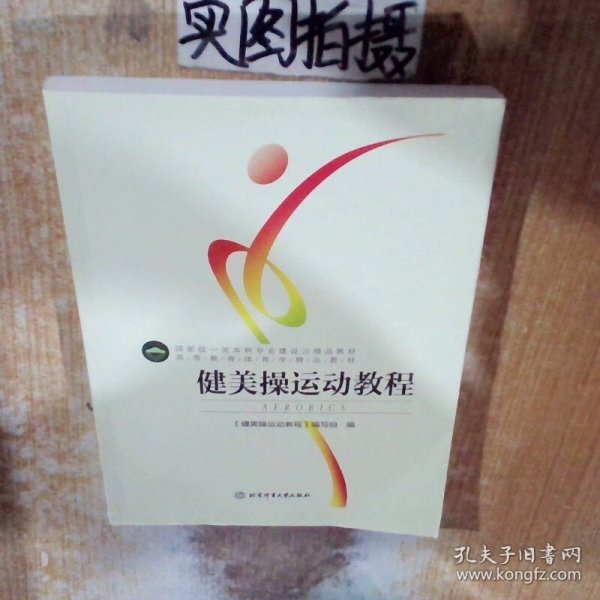 实图拍摄
国家级一流本科专业建设点精品教材
高/等/教/育/体/育/学/精/品/教/材
健美操运动教程
AEROBICS
《健美操运动教程》编写组 编
北京体育大学出版社
孔夫子旧书网
www.kongfz.com